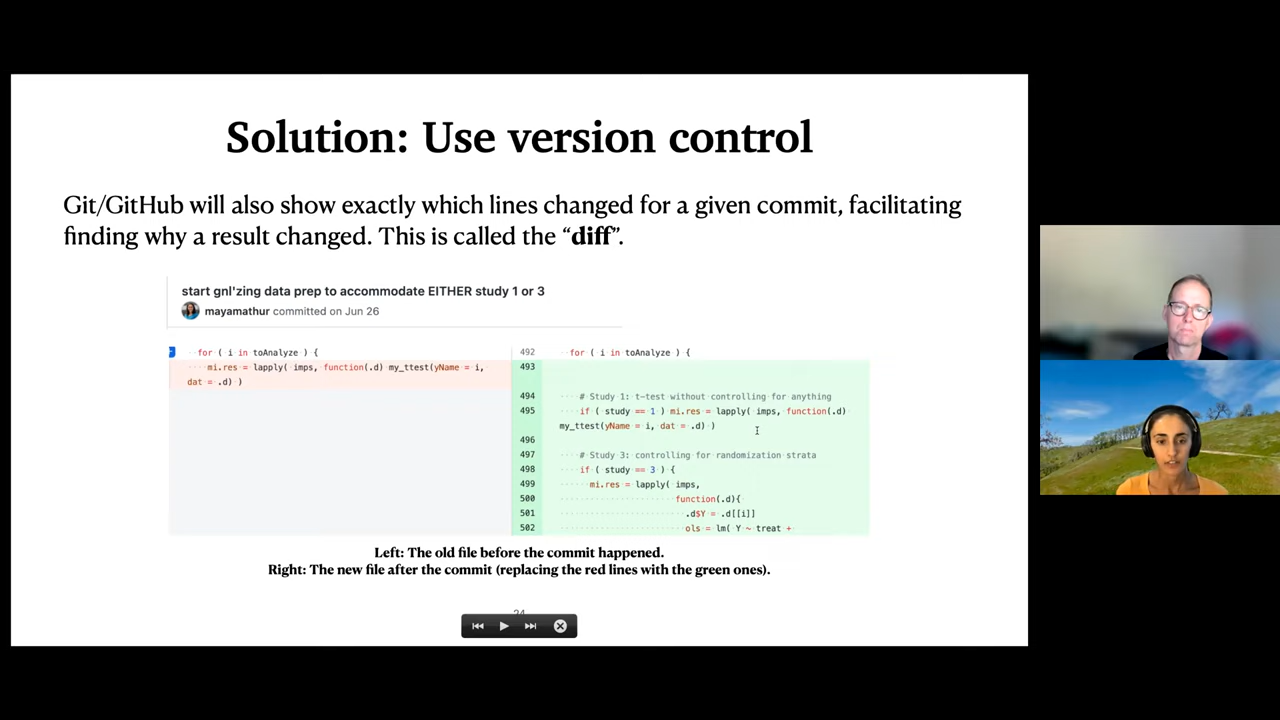 Solution: Use version control
Git/GitHub will also show exactly which lines changed for a given commit, facilitating
finding why a result changed. This is called the “diff”.
start gnl'zing data prep to accommodate EITHER study 1 or 3
mayamathur committed on Jun 26
for ( i in toAnalyze ) {
mi.res = lapply( imps, function(.d) my_ttest(yName = i,
dat = .d) )
492 for ( i in toAnalyze ) {
493
494 # Study 1: t-test without controlling for anything
495 if ( study == 1 ) mi.res = lapply( imps, function(.d)
my_ttest(yName = i, dat = .d) )
496
497 # Study 3: controlling for randomization strata
498 if ( study == 3 ) {
499 mi.res = lapply( imps,
500 function(.d){
501 .d$Y = .d[[i]]
502 ols = lm( Y ~ treat +
Left: The old file before the commit happened.
Right: The new file after the commit (replacing the red lines with the green ones).
24